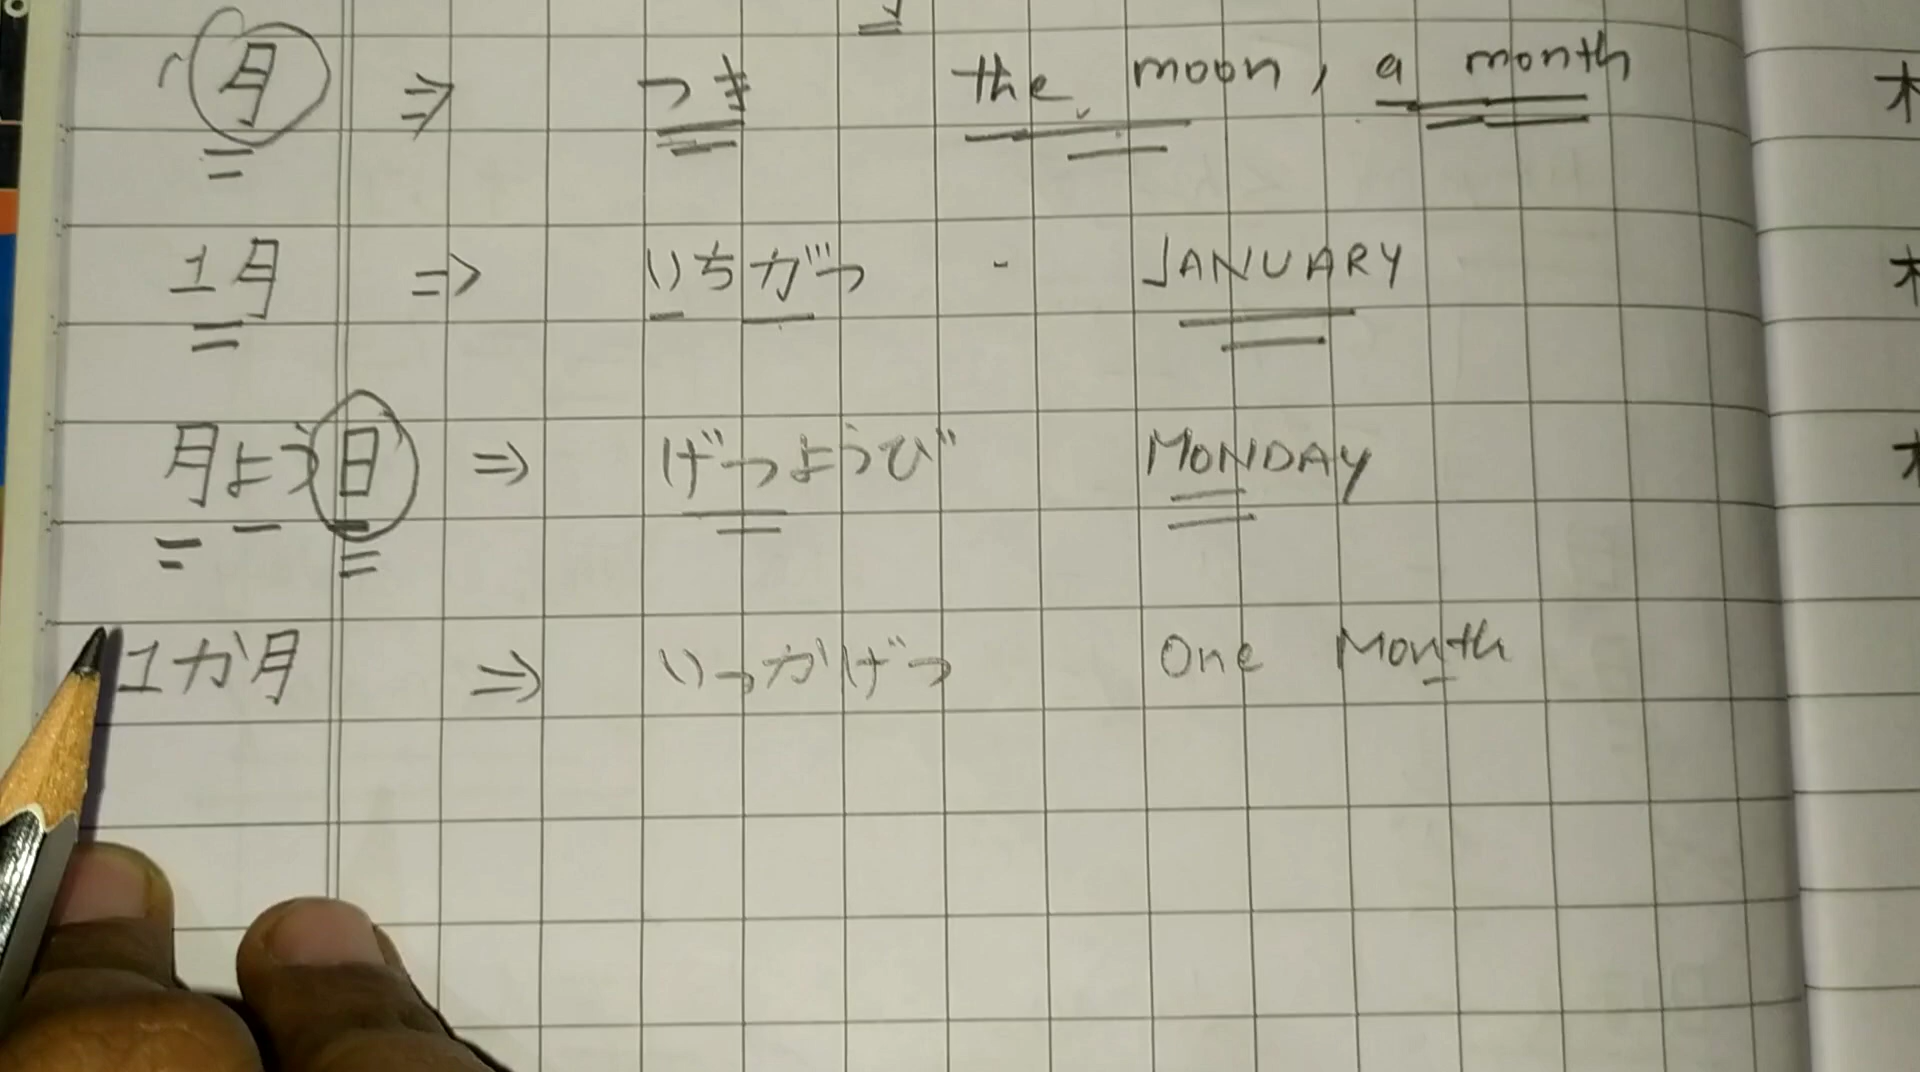 月 ⇒ つき the moon, a month
1月 ⇒ いちがつ - JANUARY
月よう日 ⇒ げつようび MONDAY
1か月 ⇒ いっかげつ One Month